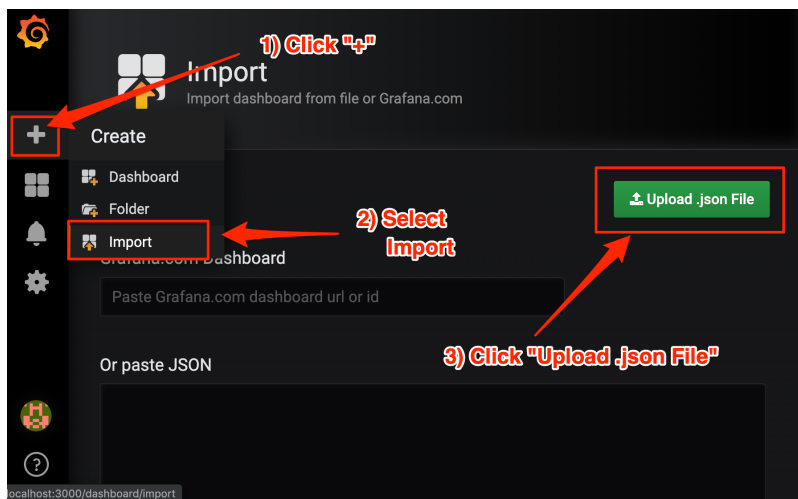 1) Click "+"
Import
Import dashboard from file or Grafana.com
Create
Dashboard
Folder
Import
2) Select
Import
Upload .json File
Grafana.com Dashboard
Paste Grafana.com dashboard url or id
3) Click "Upload .json File"
Or paste JSON
?
localhost:3000/dashboard/import